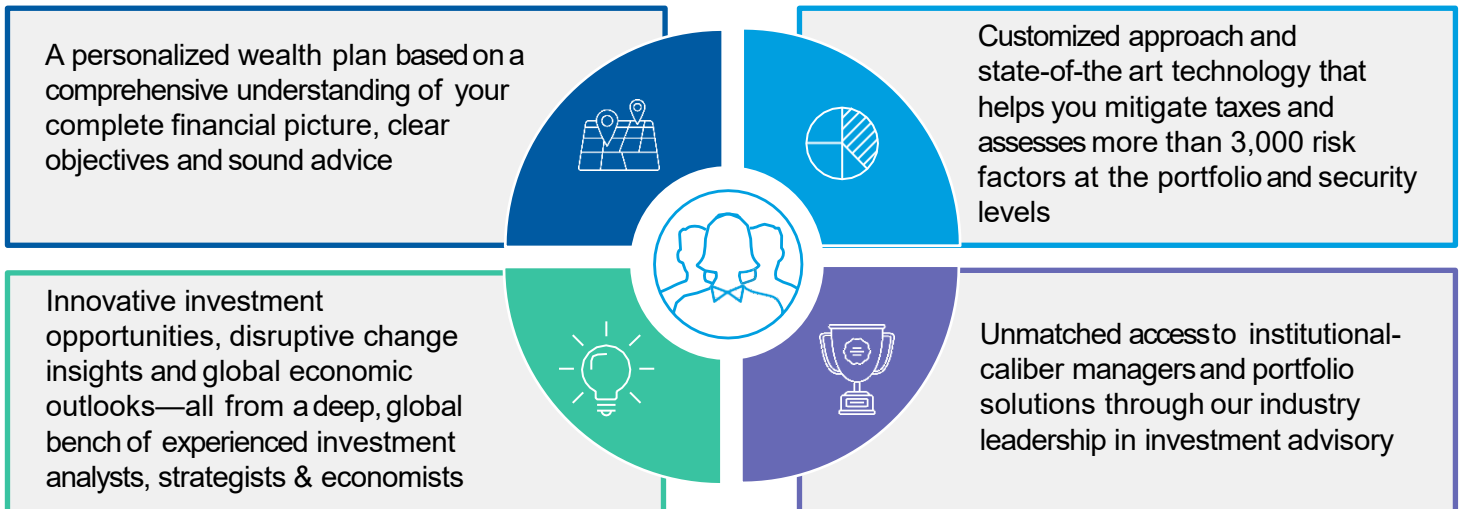 A personalized wealth plan based on a
comprehensive understanding of your
complete financial picture, clear
objectives and sound advice
Customized approach and
state-of-the art technology that
helps you mitigate taxes and
assesses more than 3,000 risk
factors at the portfolio and security
levels
Innovative investment
opportunities, disruptive change
insights and global economic
outlooks—all from a deep, global
bench of experienced investment
analysts, strategists & economists
Unmatched access to institutional-
caliber managers and portfolio
solutions through our industry
leadership in investment advisory